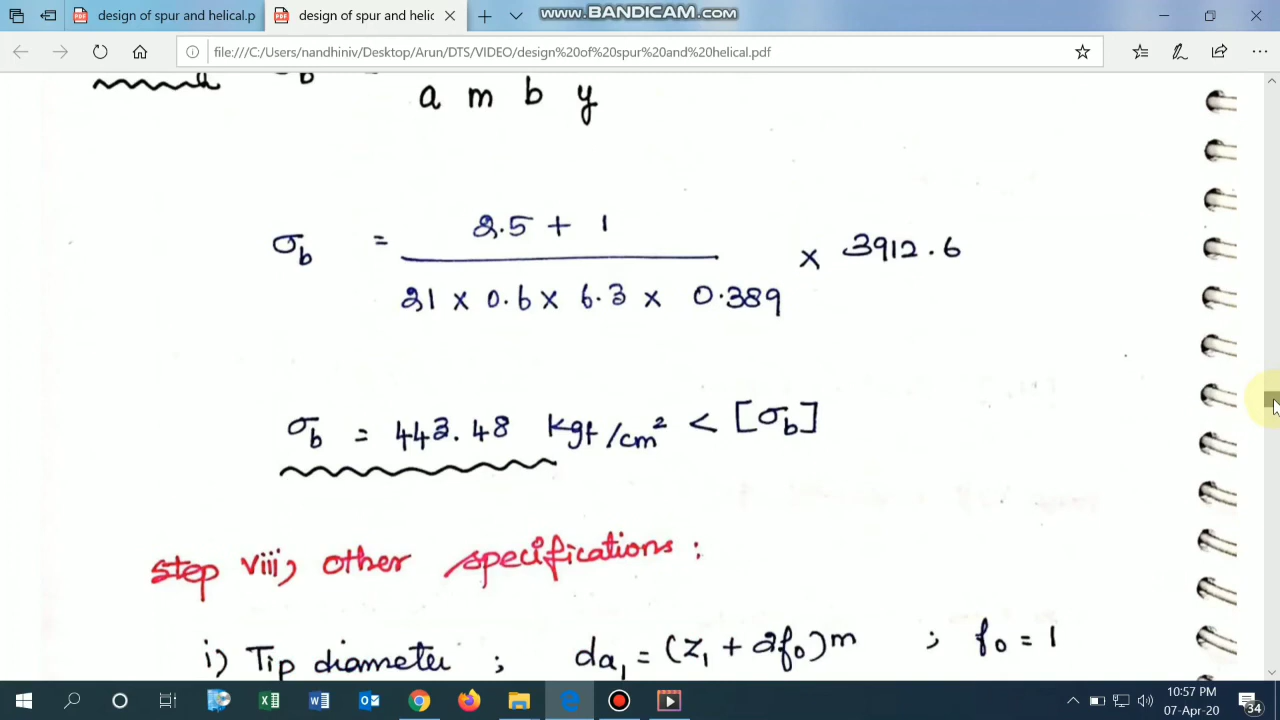 design of spur and helical.p
design of spur and helic
www.BANDICAM.com
file:///C:/Users/nandhiniv/Desktop/Arun/DTS/VIDEO/design%20of%20spur%20and%20helical.pdf
a m b y
σb = 2.5 + 1 / 21 x 0.6 x 6.3 x 0.389 x 3912.6
σb = 443.48 kgf/cm² < [σb]
step viii) other specifications :
i) Tip diameter ; da1 = (z1 + 2f0)m ; f0 = 1
10:57 PM
07-Apr-20
34